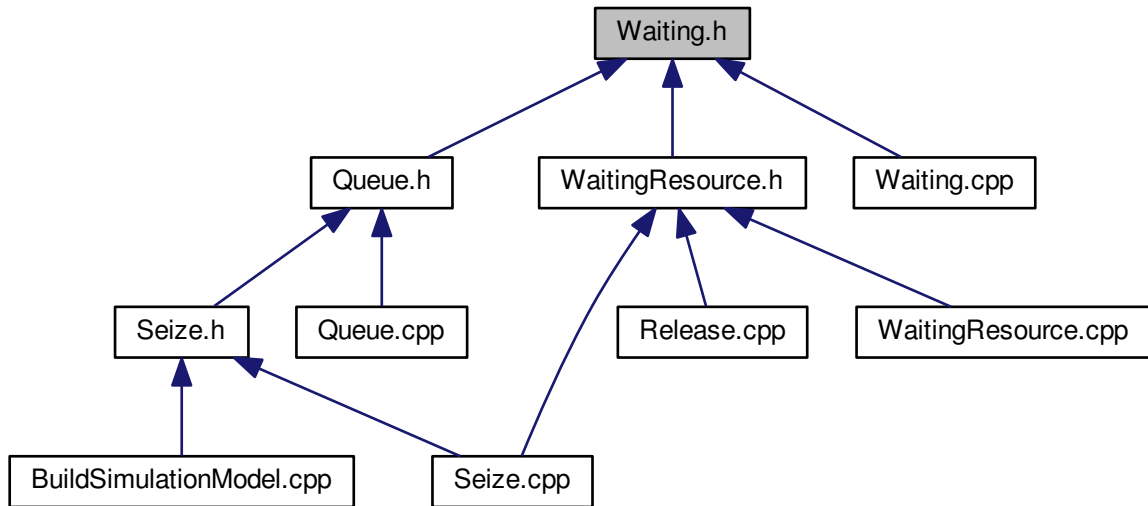 Waiting.h
Queue.h
WaitingResource.h
Waiting.cpp
Seize.h
Queue.cpp
Release.cpp
WaitingResource.cpp
BuildSimulationModel.cpp
Seize.cpp